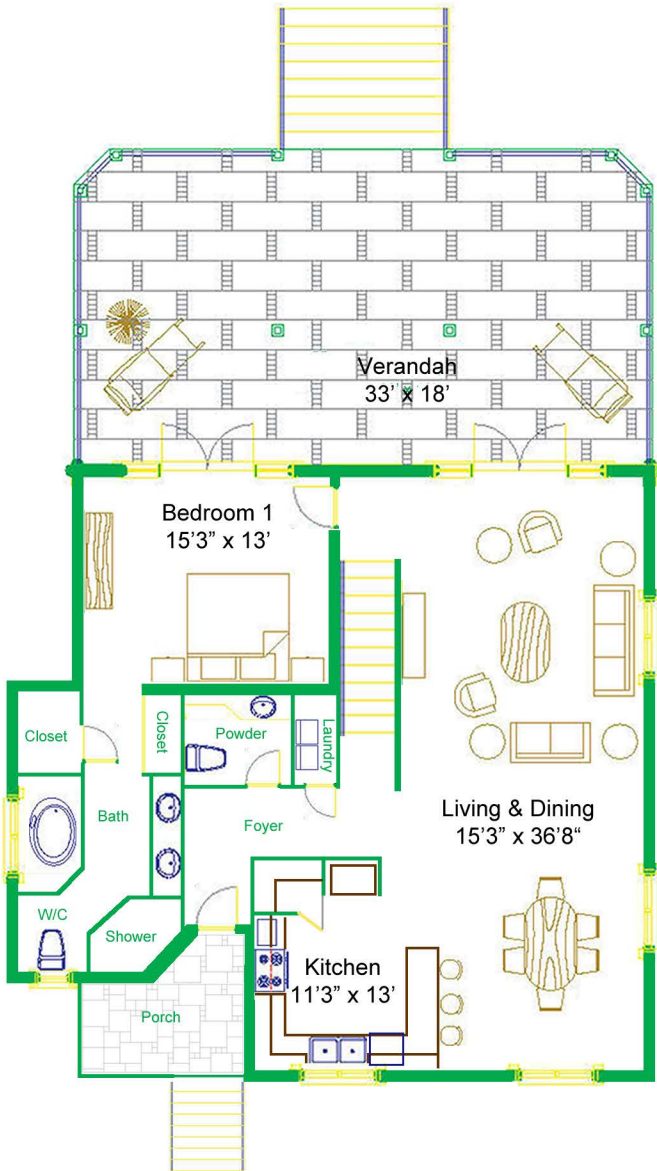 Verandah
33’ x 18’
Bedroom 1
15’3” x 13’
Closet
Closet
Powder
Laundry
Bath
Foyer
Living & Dining
15’3” x 36’8“
W/C
Shower
Kitchen
11’3” x 13’
Porch